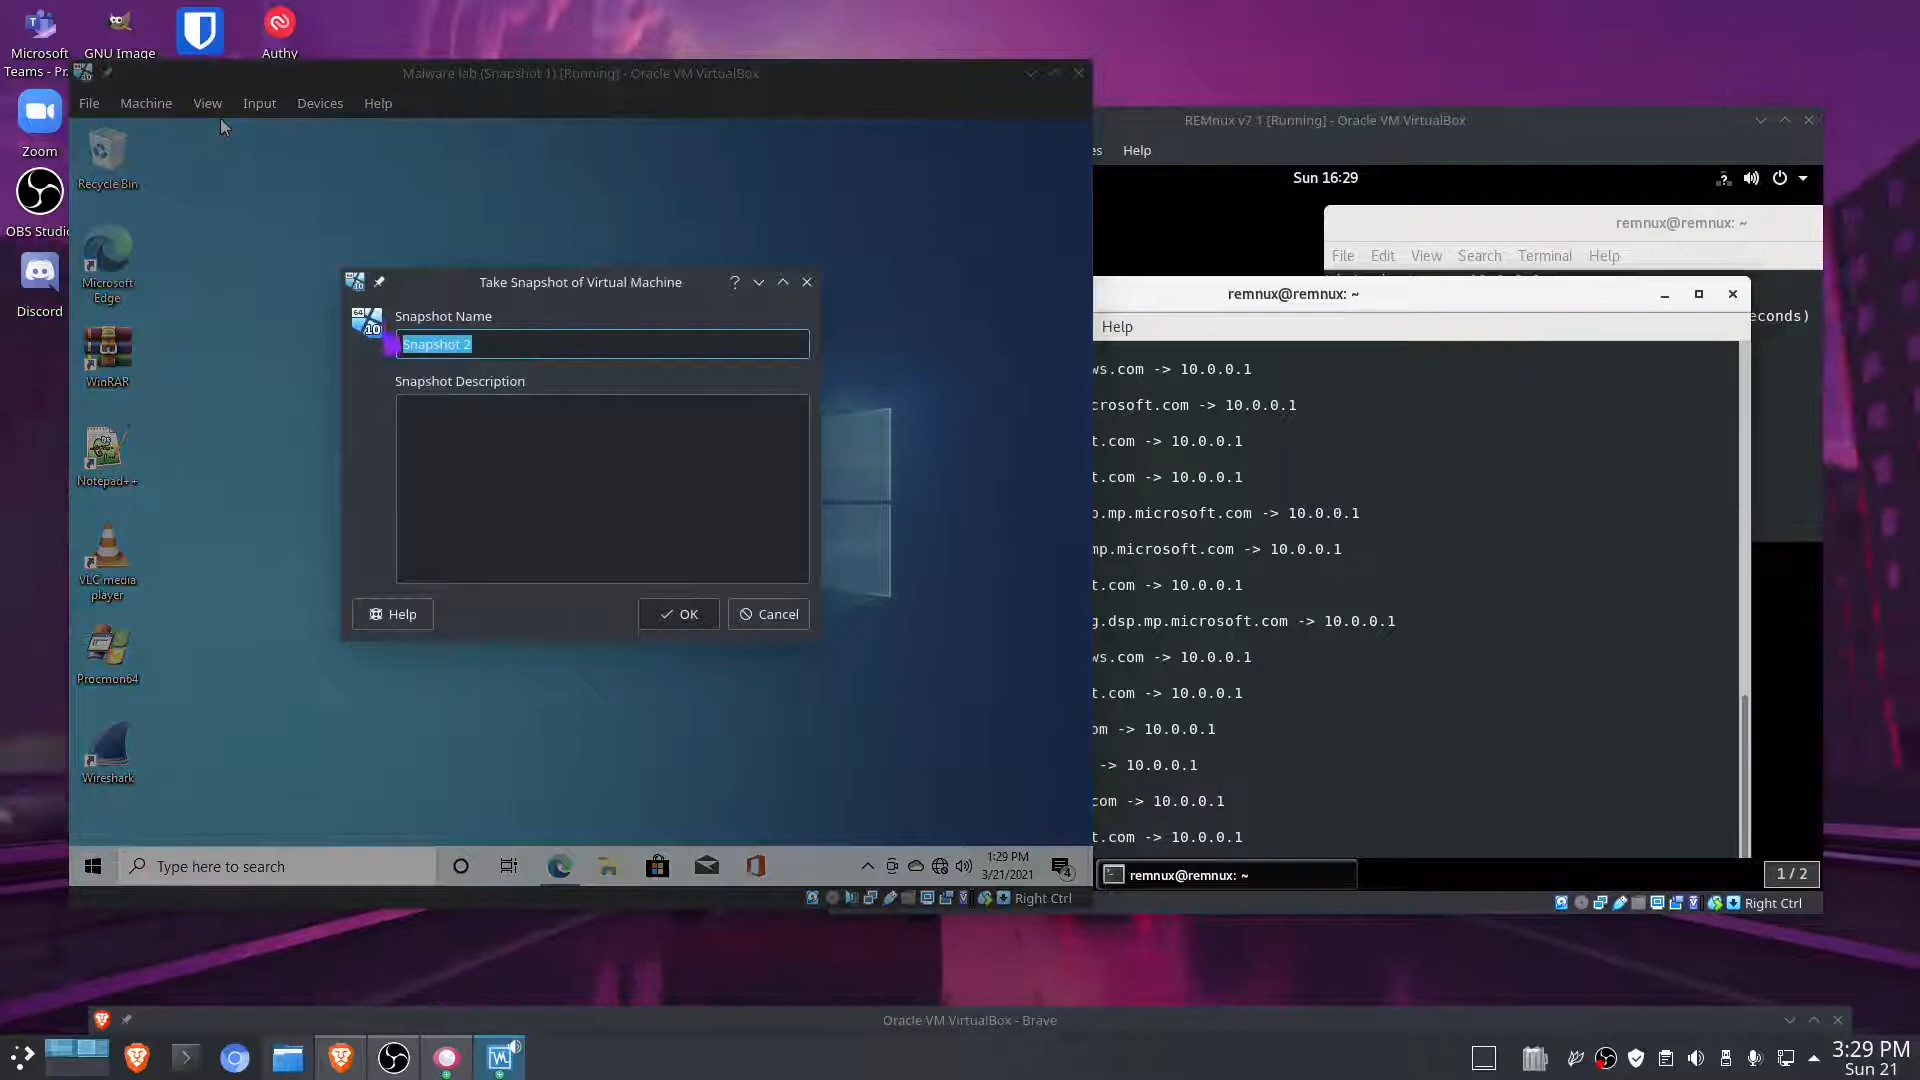 Microsoft
Teams - Pr.
GNU Image
Authy
Zoom
OBS Studio
Discord
Malware lab (Snapshot 1) [Running] - Oracle VM VirtualBox
File Machine View Input Devices Help
Recycle Bin
Microsoft
Edge
WinRAR
Notepad++
VLC media
player
Procmon64
Wireshark
Take Snapshot of Virtual Machine
Snapshot Name
Snapshot 2
Snapshot Description
Help
OK
Cancel
Type here to search
1:29 PM
3/21/2021
4
Right Ctrl
REMnux v7.1 [Running] - Oracle VM VirtualBox
es Help
Sun 16:29
remnux@remnux: ~
File Edit View Search Terminal Help
econds)
remnux@remnux: ~
Help
ws.com -> 10.0.0.1
crosoft.com -> 10.0.0.1
t.com -> 10.0.0.1
t.com -> 10.0.0.1
p.mp.microsoft.com -> 10.0.0.1
mp.microsoft.com -> 10.0.0.1
t.com -> 10.0.0.1
g.dsp.mp.microsoft.com -> 10.0.0.1
ws.com -> 10.0.0.1
t.com -> 10.0.0.1
om -> 10.0.0.1
-> 10.0.0.1
com -> 10.0.0.1
t.com -> 10.0.0.1
remnux@remnux: ~
1 / 2
Right Ctrl
Oracle VM VirtualBox - Brave
3:29 PM
Sun 21